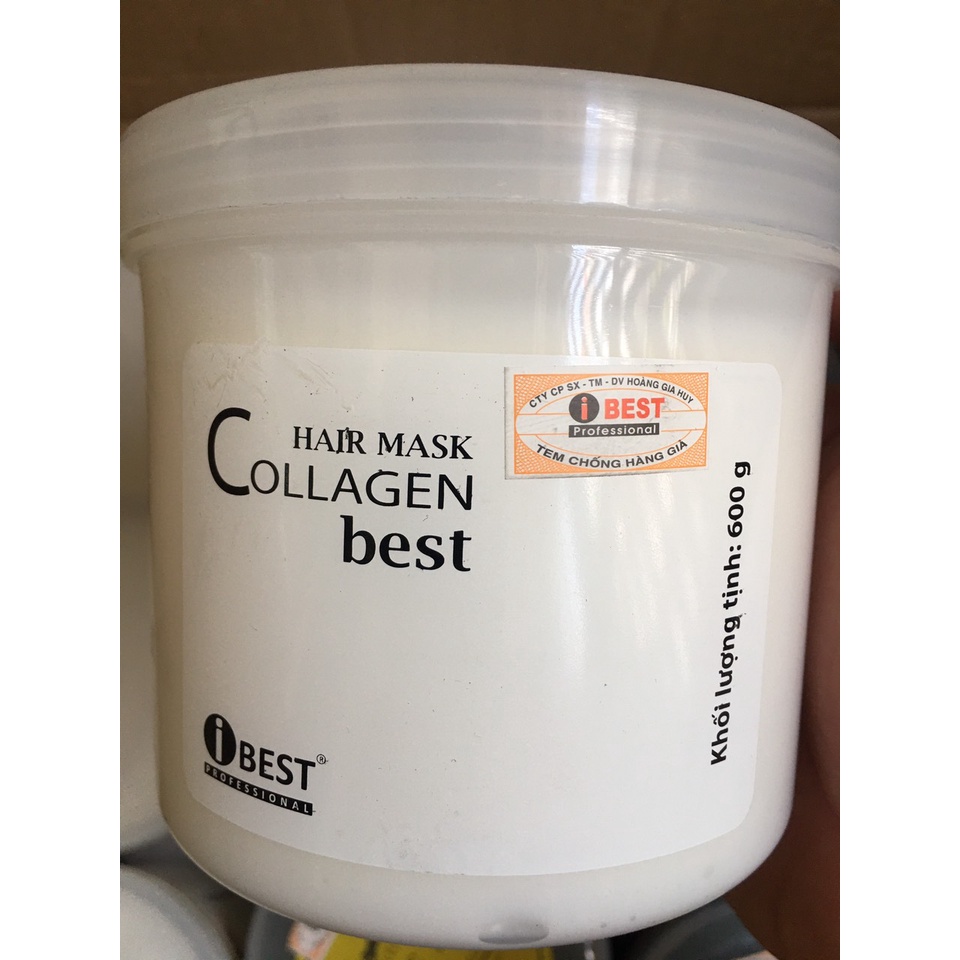 HAIR MASK
COLLAGEN
best
CTY CP SX - TM - DV HOÀNG GIA HUY
i BEST
Professional
TEM CHỐNG HÀNG GIẢ
Khối lượng tịnh: 600 g
i BEST®
PROFESSIONAL